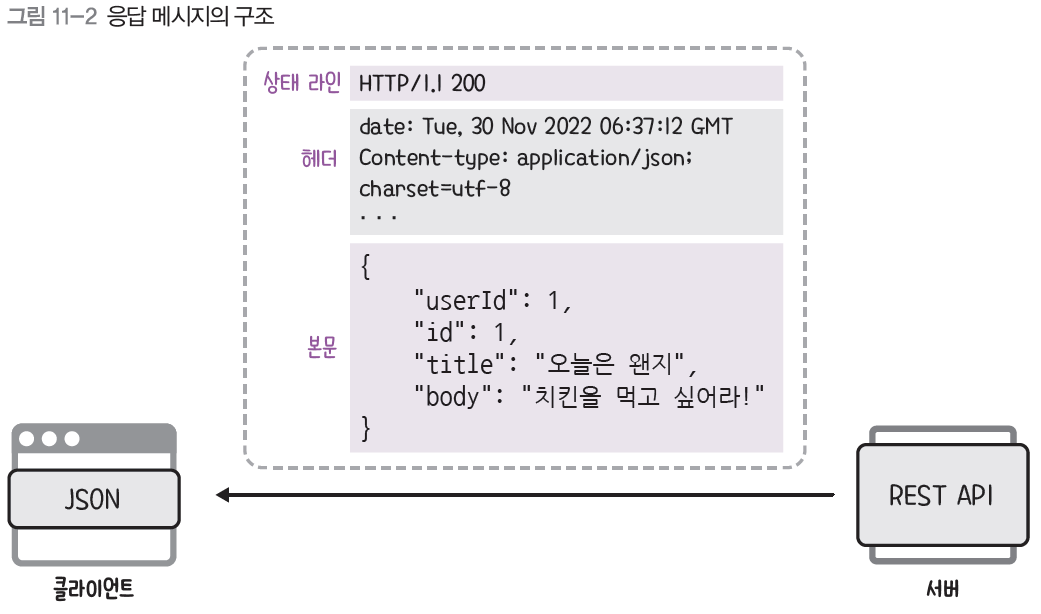 그림 11-2 응답 메시지의 구조
상태 라인 HTTP/1.1 200
헤더
date: Tue, 30 Nov 2022 06:37:12 GMT
Content-type: application/json;
charset=utf-8
...
본문
{
"userId": 1,
"id": 1,
"title": "오늘은 왠지",
"body": "치킨을 먹고 싶어라!"
}
JSON
클라이언트
REST API
서버